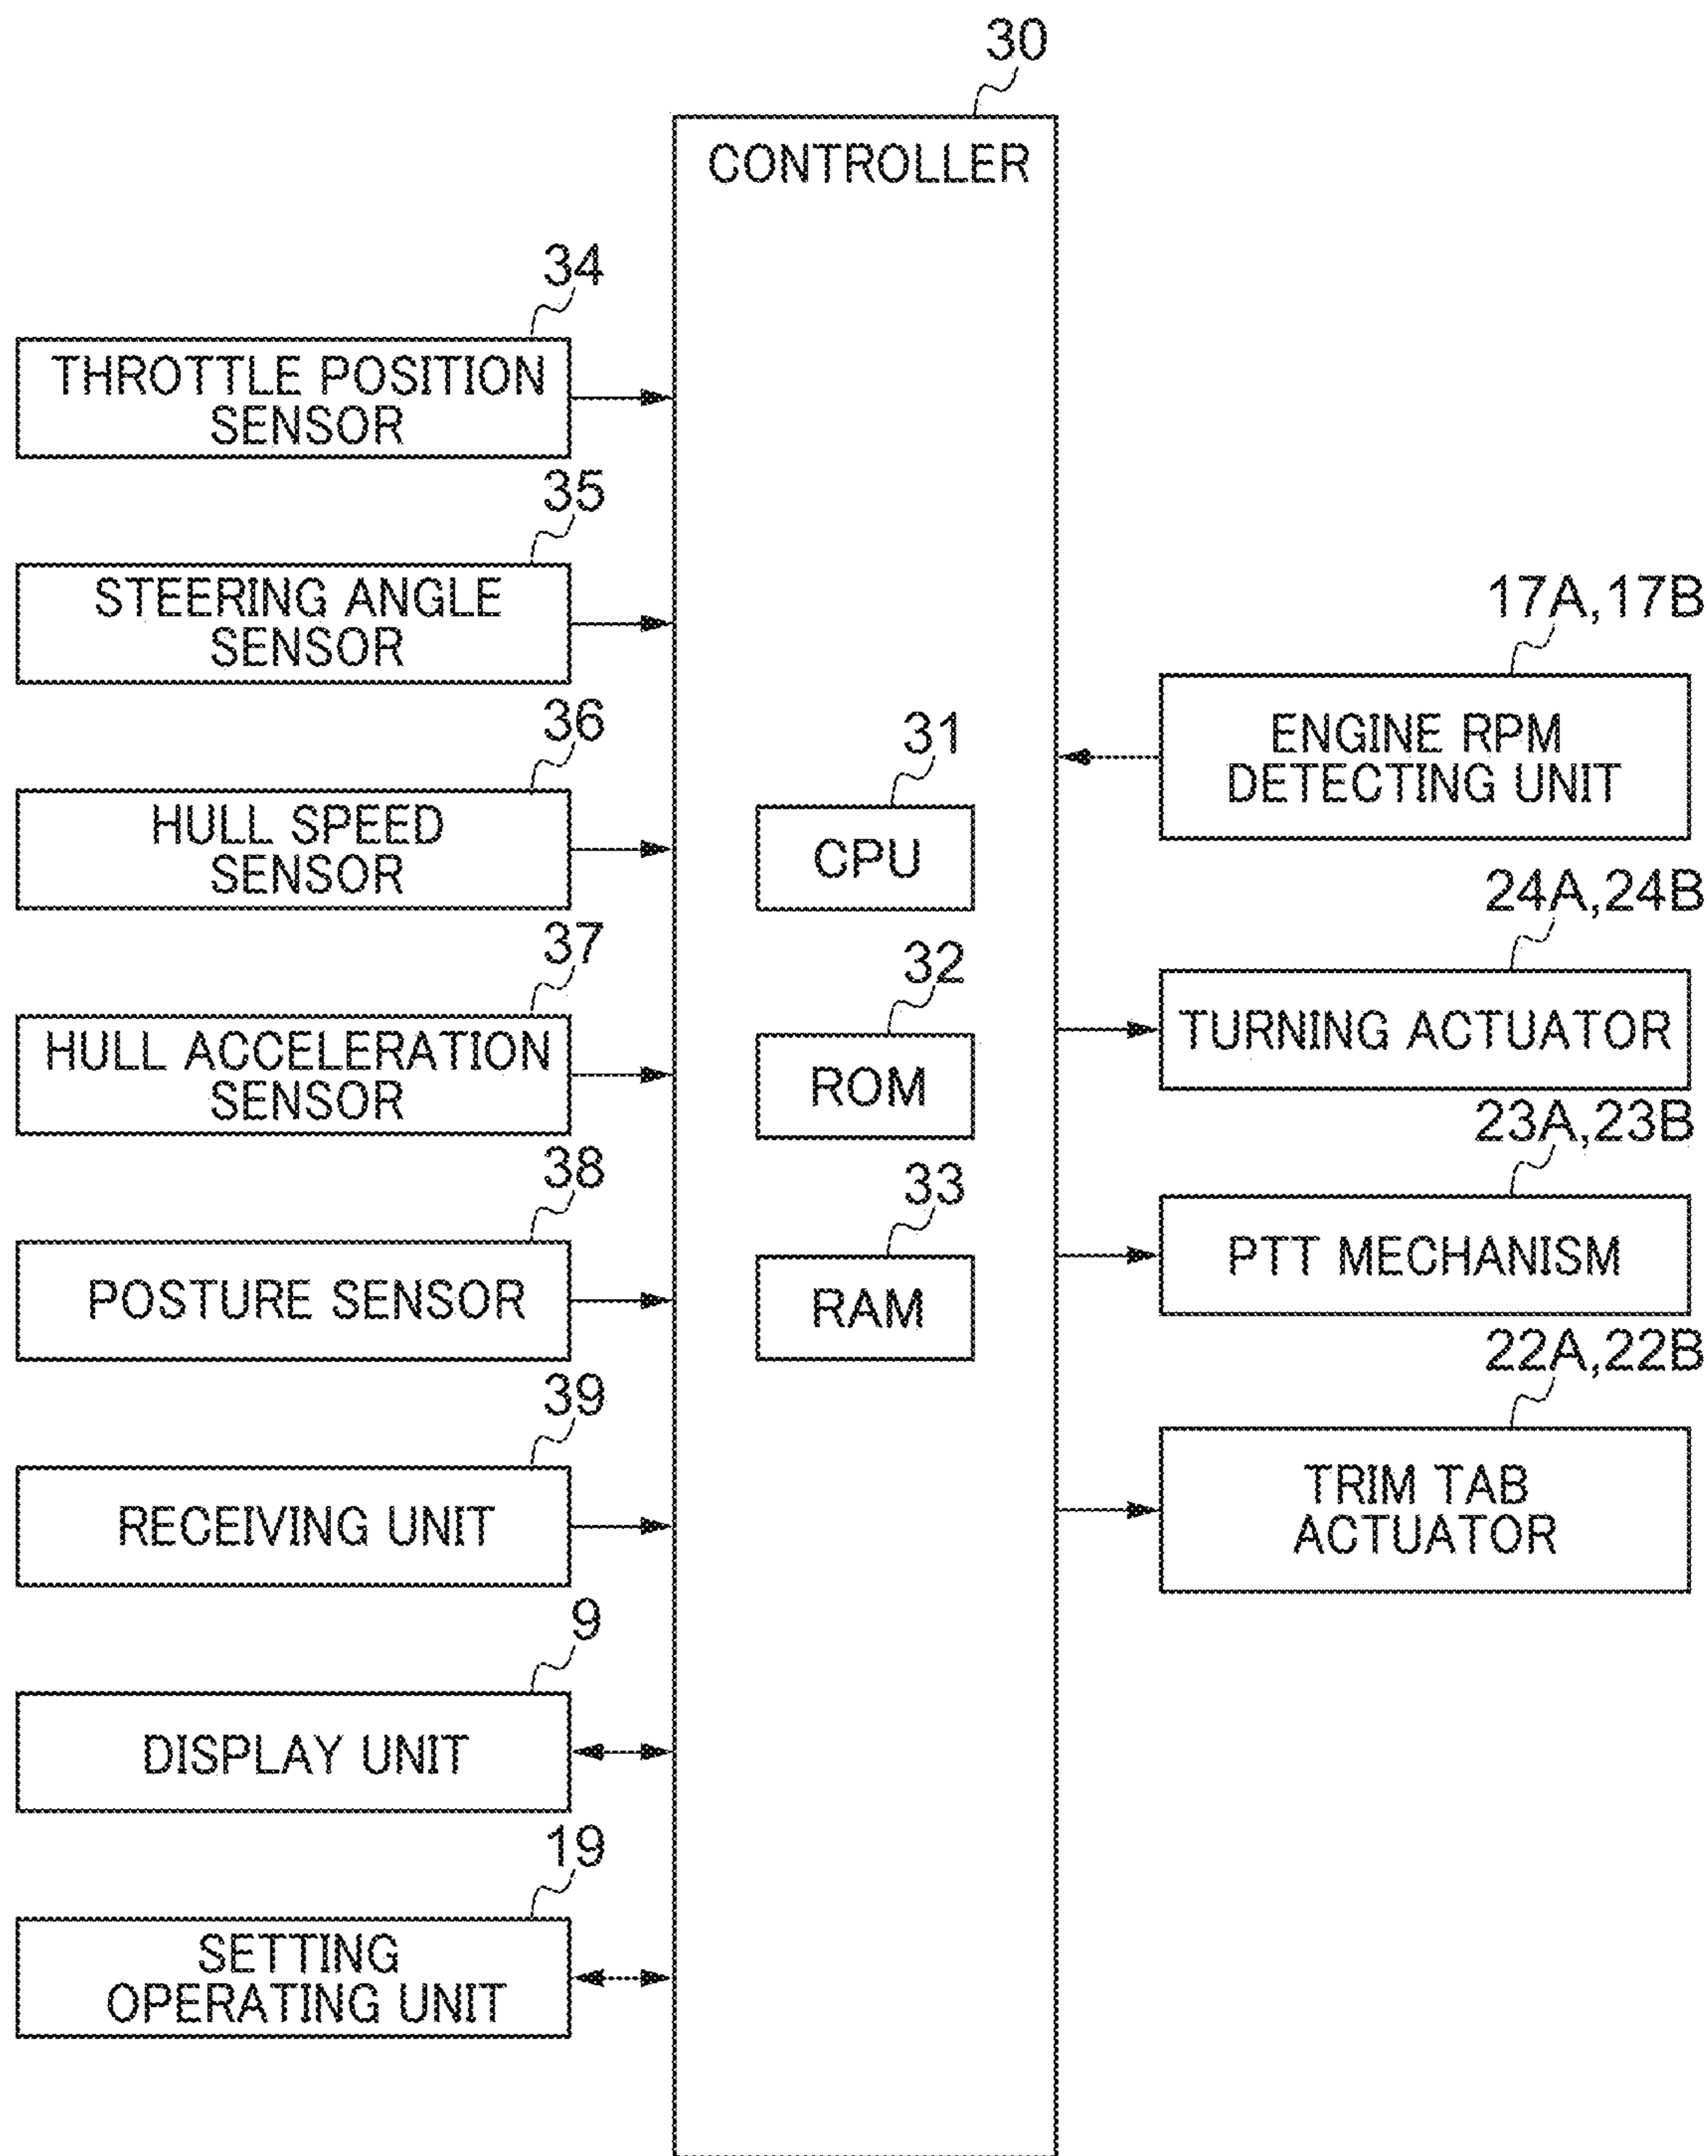 30
CONTROLLER
34
THROTTLE POSITION
SENSOR
35
STEERING ANGLE
SENSOR
36
HULL SPEED
SENSOR
37
HULL ACCELERATION
SENSOR
38
POSTURE SENSOR
39
RECEIVING UNIT
9
DISPLAY UNIT
19
SETTING
OPERATING UNIT
31
CPU
32
ROM
33
RAM
17A,17B
ENGINE RPM
DETECTING UNIT
24A,24B
TURNING ACTUATOR
23A,23B
PTT MECHANISM
22A,22B
TRIM TAB
ACTUATOR